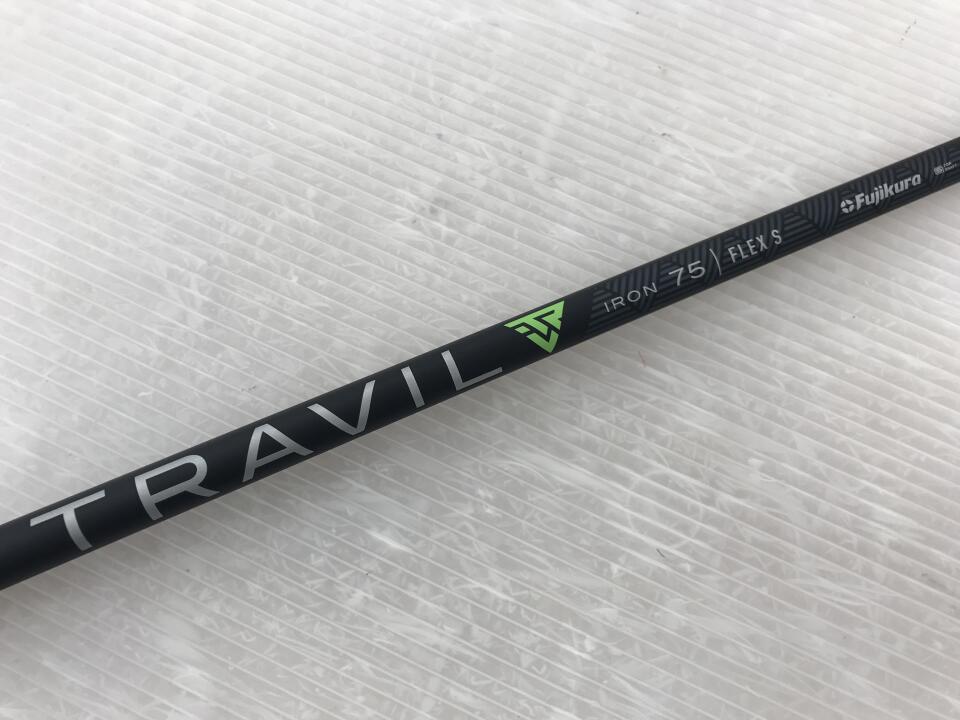 TRAVIL
IRON 75) FLEX S
Fujikura